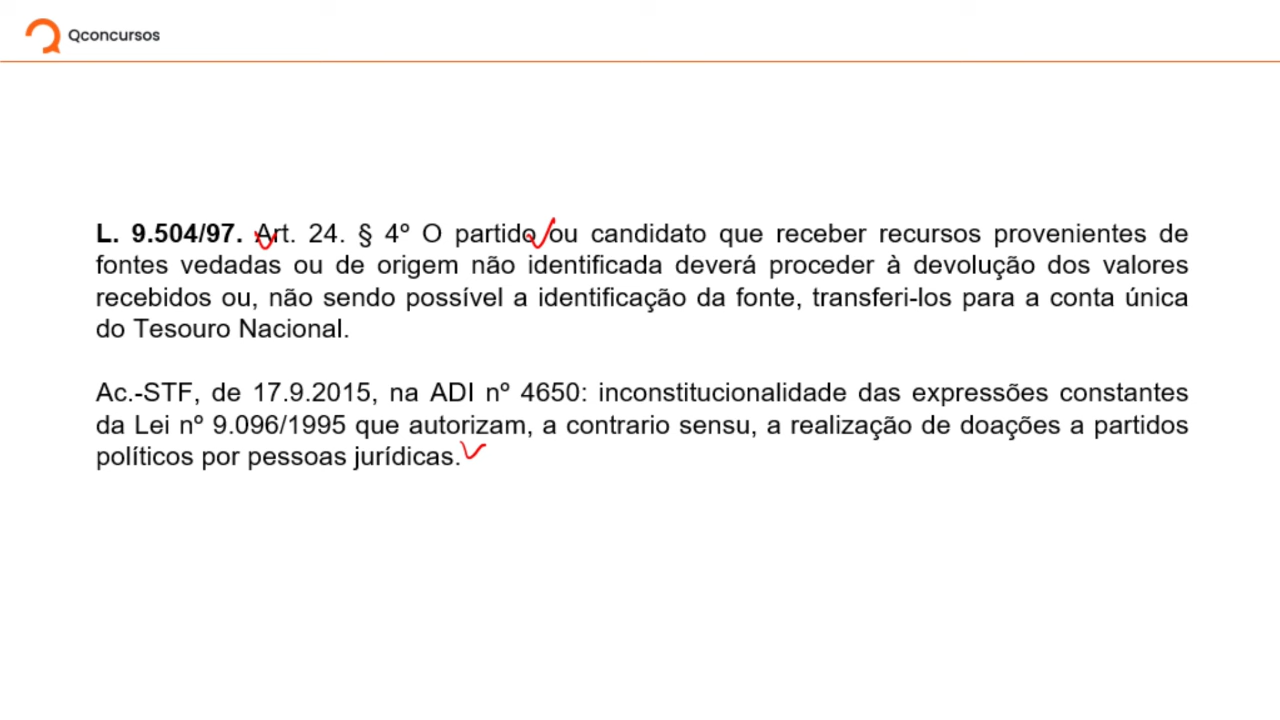 Qconcursos
L. 9.504/97. Art. 24. § 4º O partido ou candidato que receber recursos provenientes de
fontes vedadas ou de origem não identificada deverá proceder à devolução dos valores
recebidos ou, não sendo possível a identificação da fonte, transferi-los para a conta única
do Tesouro Nacional.
Ac.-STF, de 17.9.2015, na ADI nº 4650: inconstitucionalidade das expressões constantes
da Lei nº 9.096/1995 que autorizam, a contrario sensu, a realização de doações a partidos
políticos por pessoas jurídicas.